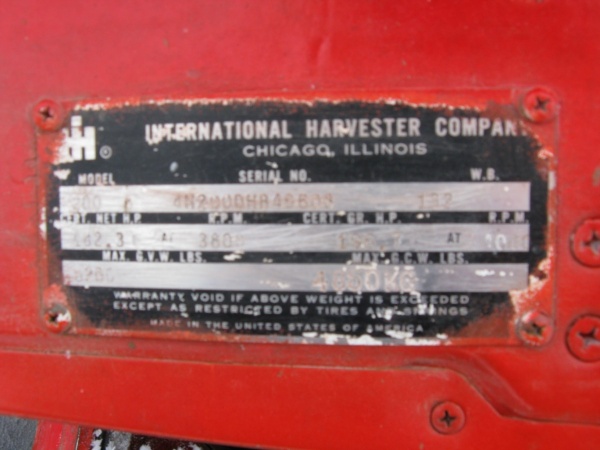 IH ®
INTERNATIONAL HARVESTER COMPANY
CHICAGO, ILLINOIS
MODEL SERIAL NO. W.B.
200 132
CERT. NET H.P. R.P.M. CERT. GR. H.P. R.P.M.
AT AT
MAX. G.V.W. LBS. MAX. G.C.W. LBS.
WARRANTY VOID IF ABOVE WEIGHT IS EXCEEDED
EXCEPT AS RESTRICTED BY TIRES AND SPRINGS
MADE IN THE UNITED STATES OF AMERICA